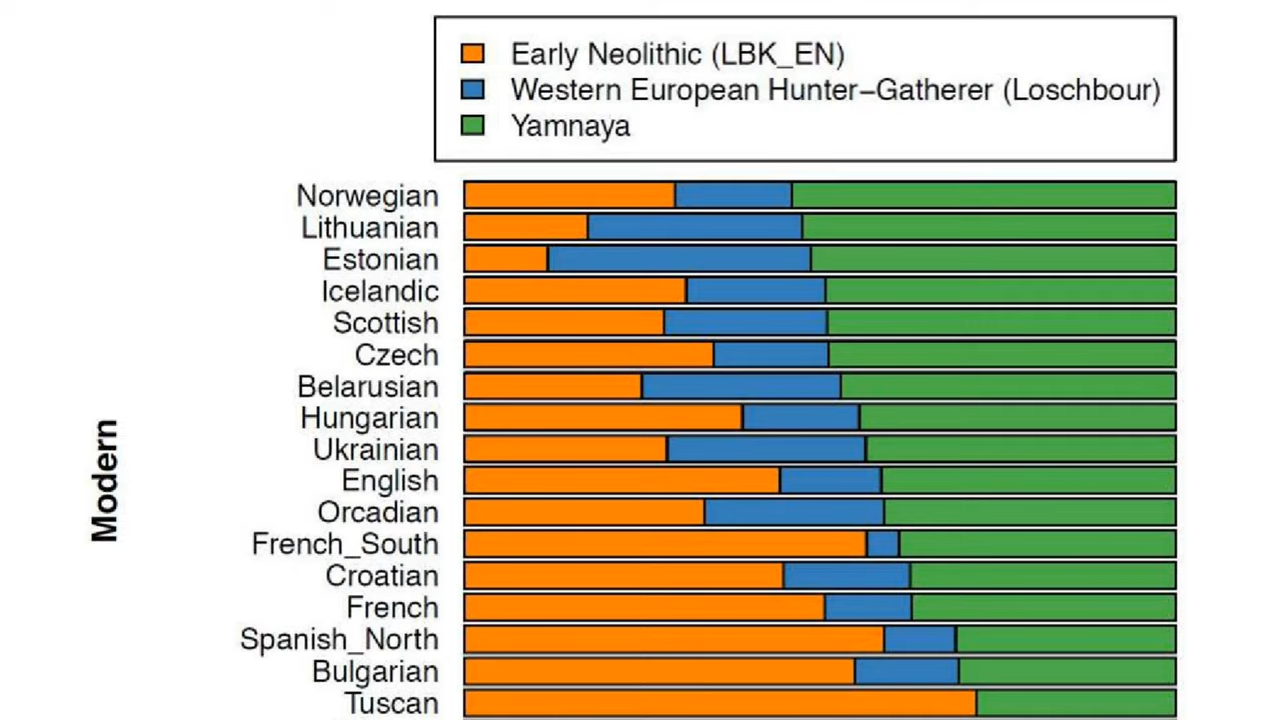 Early Neolithic (LBK_EN)
Western European Hunter–Gatherer (Loschbour)
Yamnaya
Modern
Norwegian
Lithuanian
Estonian
Icelandic
Scottish
Czech
Belarusian
Hungarian
Ukrainian
English
Orcadian
French_South
Croatian
French
Spanish_North
Bulgarian
Tuscan